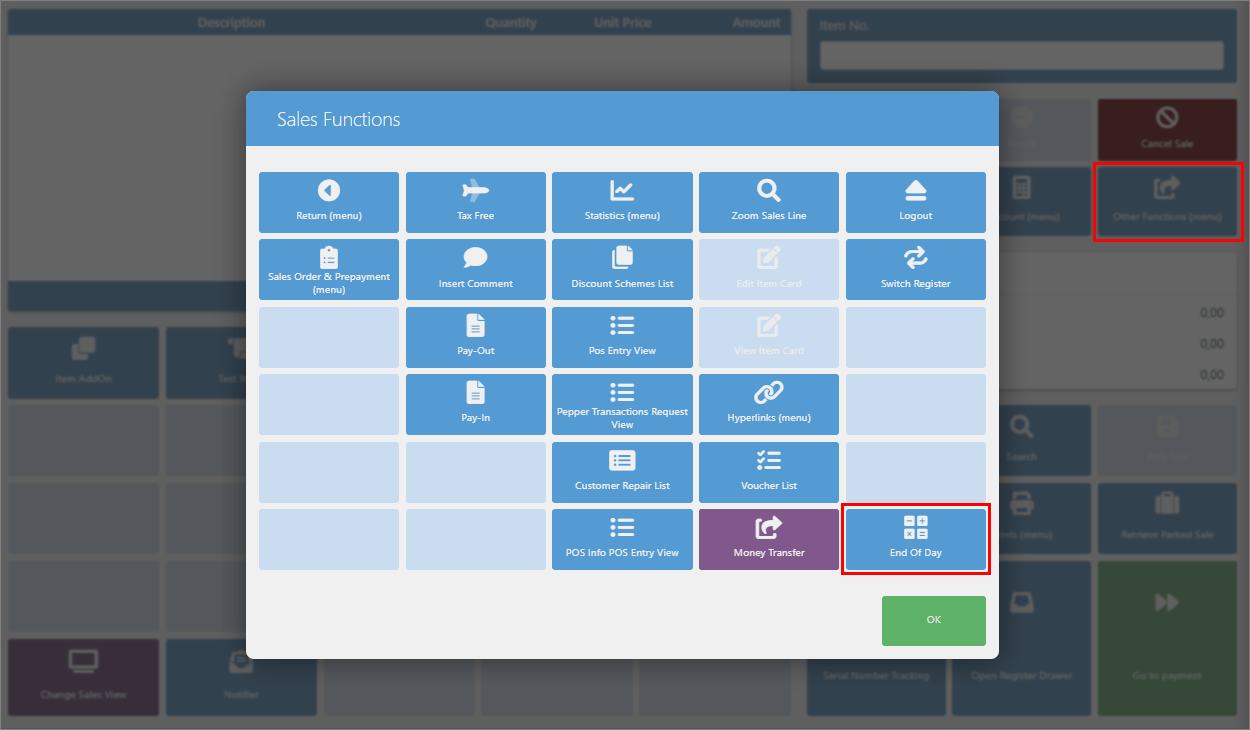 Description Quantity Unit Price Amount
Item No.
Sales Functions
Cancel Sale
Return (menu) Tax Free Statistics (menu) Zoom Sales Line Logout
Other Functions (menu)
Sales Order & Prepayment
(menu)
Insert Comment Discount Schemes List Edit Item Card Switch Register
0,00
0,00
0,00
Pay-Out Pos Entry View View Item Card
Item AddOn
Pay-In
Pepper Transactions Request
View
Hyperlinks (menu)
Search
Customer Repair List Voucher List
Retrieve Parked Sale
POS Info POS Entry View Money Transfer End Of Day
OK
Change Sales View Notifier
Serial Number Tracking Open Register Drawer Go to payment